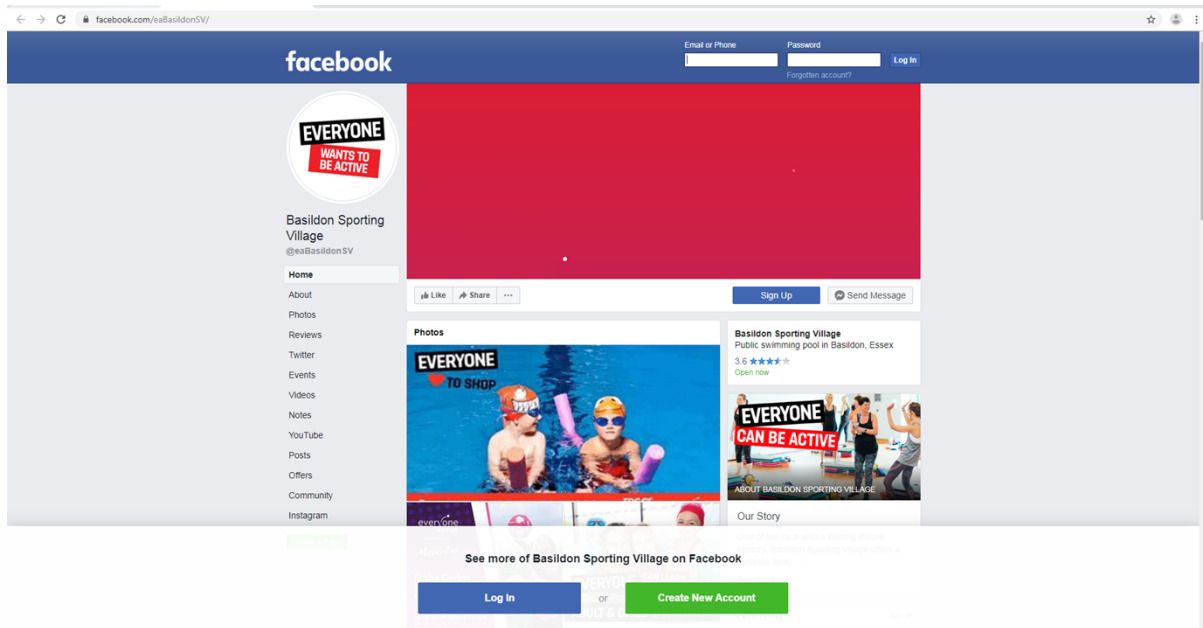 facebook.com/eaBasildonSV/
facebook
Email or Phone
Password
Log In
Forgotten account?
EVERYONE
WANTS TO
BE ACTIVE
Basildon Sporting
Village
@eaBasildonSV
Home
About
Photos
Reviews
Twitter
Events
Videos
Notes
YouTube
Posts
Offers
Community
Instagram
Like
Share
Sign Up
Send Message
Photos
EVERYONE
TO SHOP
everyone
Basildon Sporting Village
Public swimming pool in Basildon, Essex
3.6
Open now
EVERYONE
CAN BE ACTIVE
ABOUT BASILDON SPORTING VILLAGE
Our Story
See more of Basildon Sporting Village on Facebook
Log In
or
Create New Account